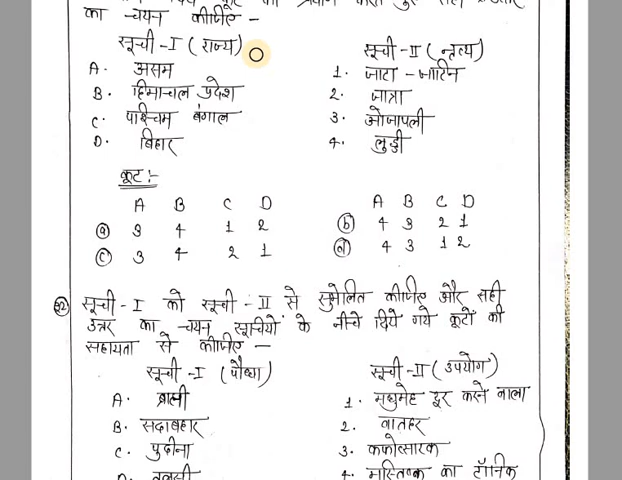 का चयन कीजिए -
सूची -I ( राज्य)
सूची -II ( नृत्य)
A. असम
1. जाटा - जाटिन
B. हिमाचल प्रदेश
2. जात्रा
C. पश्चिम बंगाल
3. ओजापली
D. बिहार
4. लुड्डी
कूट :-
A B C D
A B C D
(a) 3 4 1 2
(b) 4 3 2 1
(c) 3 4 2 1
(d) 4 3 1 2
32) सूची -I को सूची -II से सुमेलित कीजिए और सही
उत्तर का चयन सूचियों के नीचे दिये गये कूटों की
सहायता से कीजिए -
सूची -I (पौधा)
सूची -II ( उपयोग)
A. ब्राह्मी
1. मधुमेह दूर करने वाला
B. सदाबहार
2. वातहर
C. पुदीना
3. कफोत्सारक
D. तुलसी
4. मस्तिष्क का टॉनिक